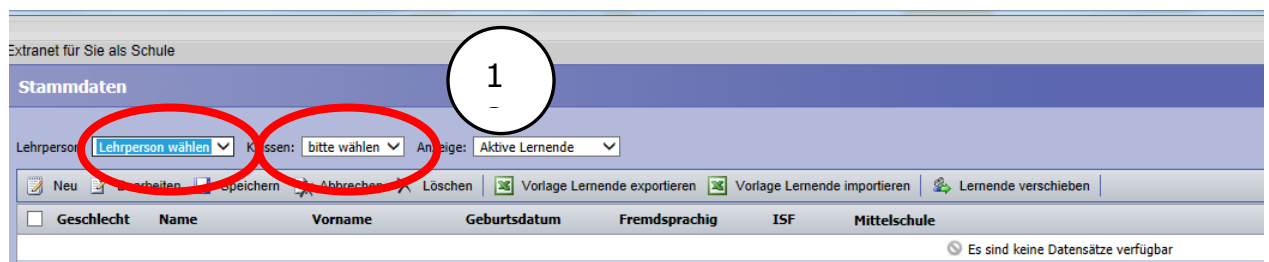 Extranet für Sie als Schule
1
Stammdaten
Lehrperson Lehrperson wählen Klassen: bitte wählen Anzeige: Aktive Lernende
Neu Bearbeiten Speichern Abbrechen Löschen Vorlage Lernende exportieren Vorlage Lernende importieren Lernende verschieben
Geschlecht Name Vorname Geburtsdatum Fremdsprachig ISF Mittelschule
Es sind keine Datensätze verfügbar